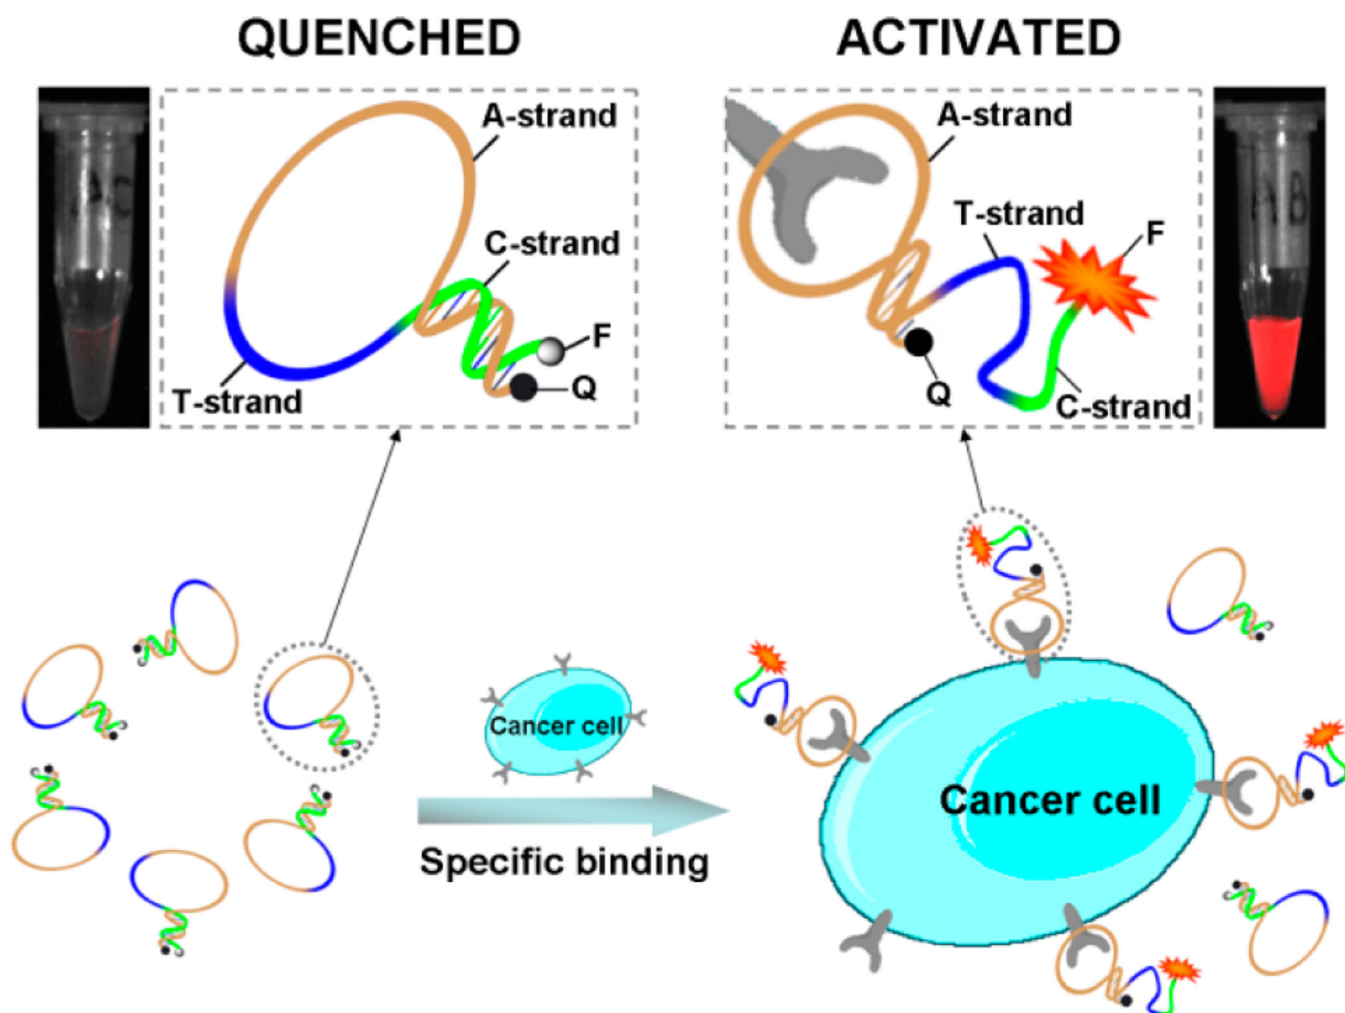 QUENCHED
ACTIVATED
A-strand
C-strand
F
Q
T-strand
A-strand
T-strand
F
Q
C-strand
A B
Cancer cell
Specific binding
Cancer cell